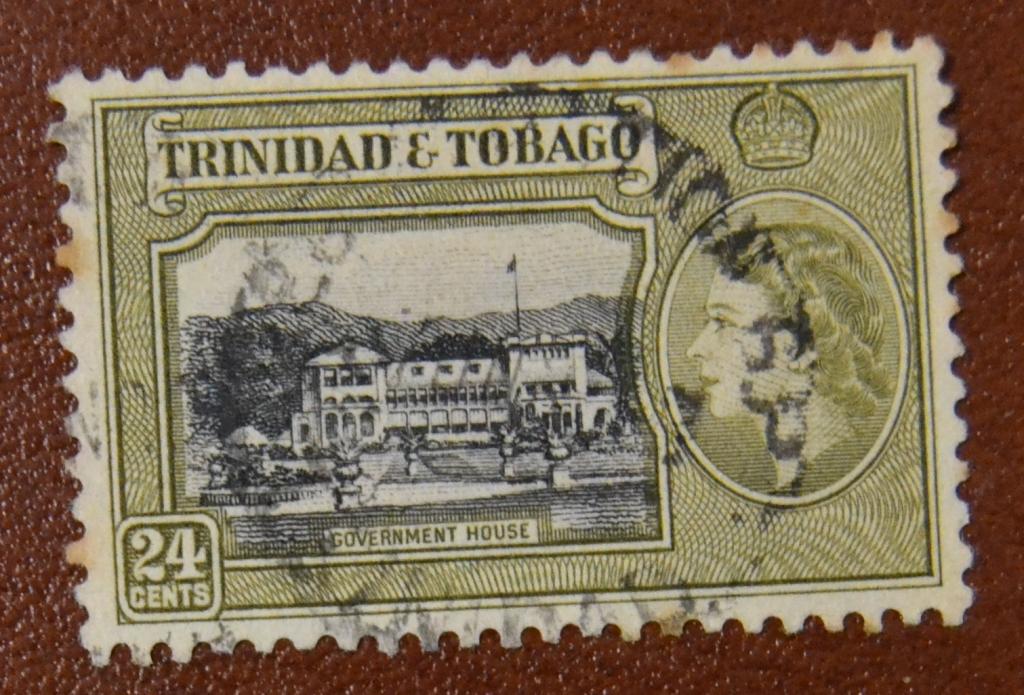 TRINIDAD & TOBAGO
GOVERNMENT HOUSE
24
CENTS